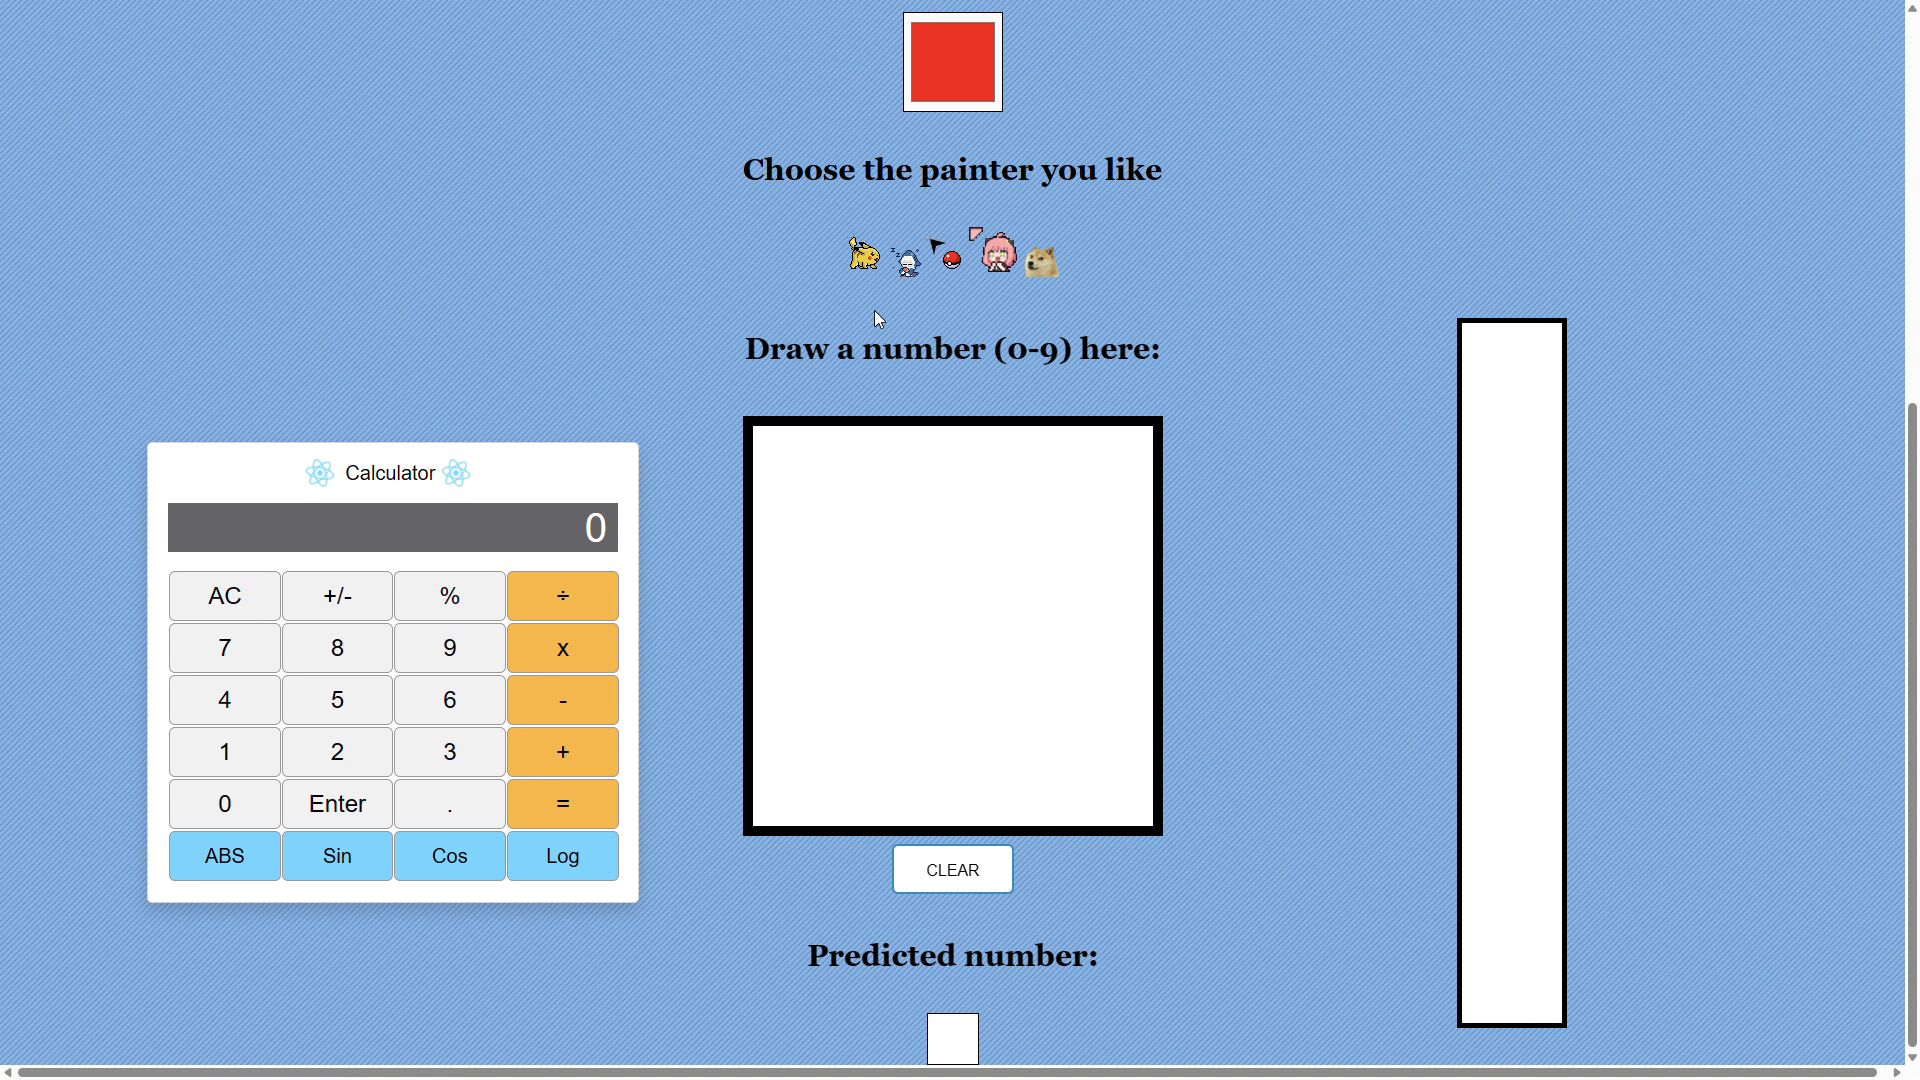 Choose the painter you like
Draw a number (0-9) here:
Calculator
0
AC +/- % ÷
7 8 9 x
4 5 6 -
1 2 3 +
0 Enter . =
ABS Sin Cos Log
CLEAR
Predicted number: